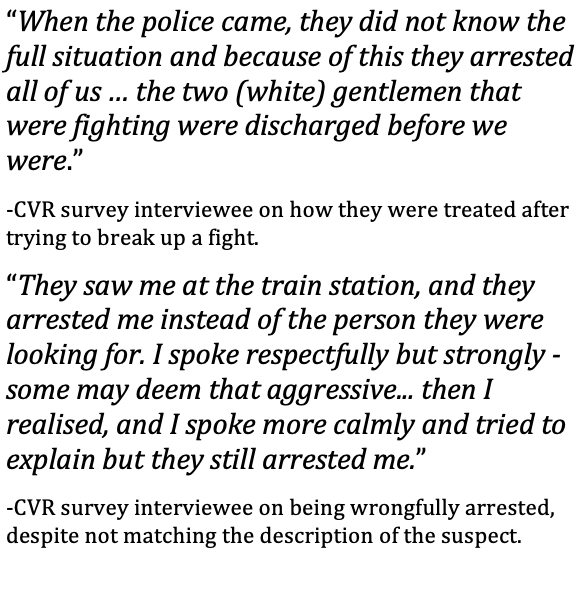 “When the police came, they did not know the
full situation and because of this they arrested
all of us … the two (white) gentlemen that
were fighting were discharged before we
were.”
-CVR survey interviewee on how they were treated after
trying to break up a fight.
“They saw me at the train station, and they
arrested me instead of the person they were
looking for. I spoke respectfully but strongly -
some may deem that aggressive... then I
realised, and I spoke more calmly and tried to
explain but they still arrested me.”
-CVR survey interviewee on being wrongfully arrested,
despite not matching the description of the suspect.